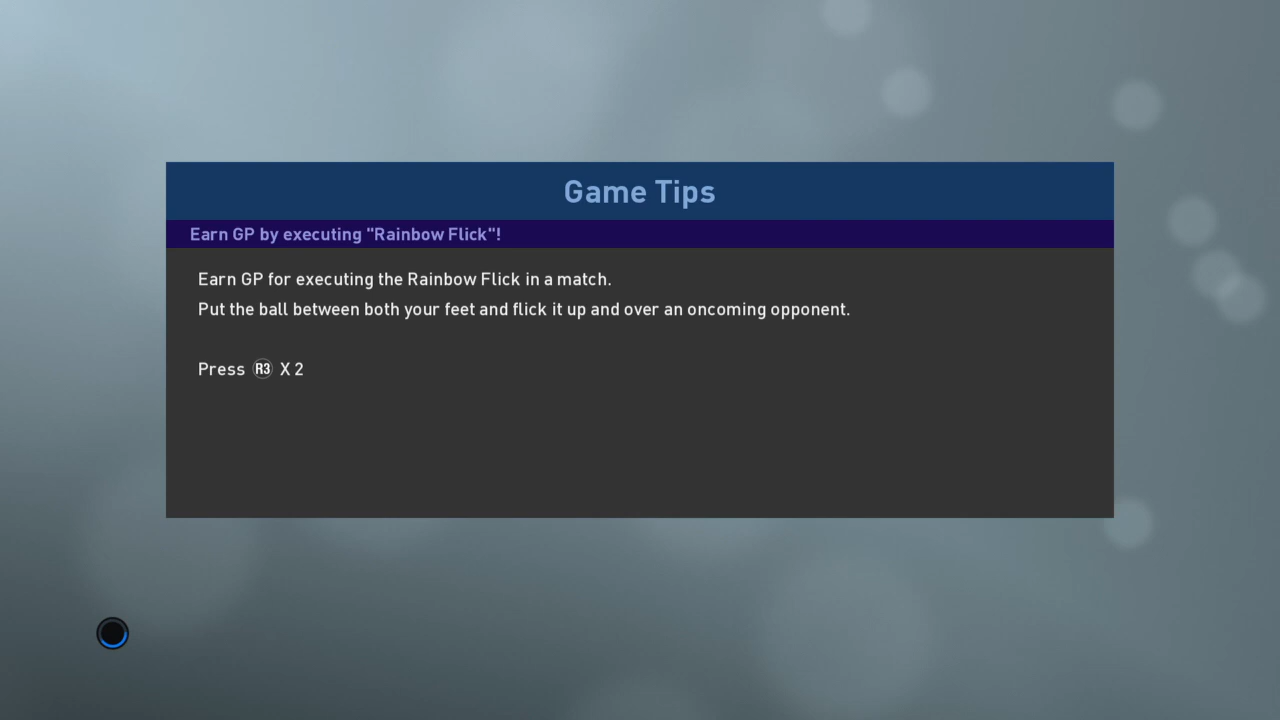 Game Tips
Earn GP by executing "Rainbow Flick"!
Earn GP for executing the Rainbow Flick in a match.
Put the ball between both your feet and flick it up and over an oncoming opponent.
Press R3 X 2